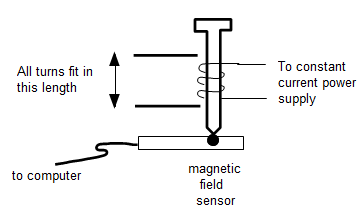 All turns fit in
this length
To constant
current power
supply
to computer
magnetic
field
sensor